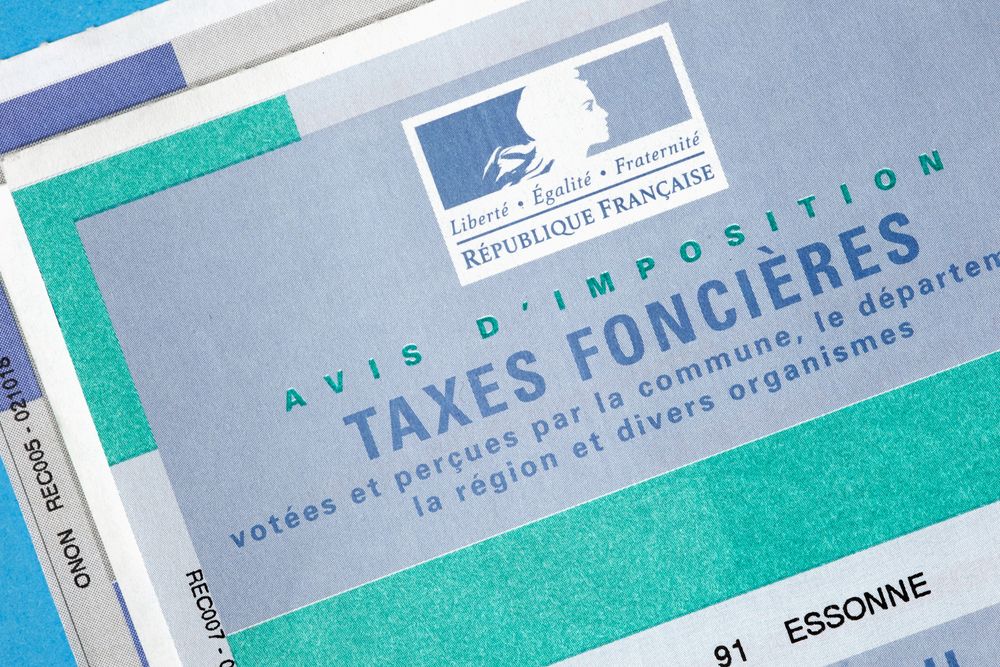 Liberté • Égalité • Fraternité
RÉPUBLIQUE FRANÇAISE
AVIS D'IMPOSITION
TAXES FONCIÈRES
votées et perçues par la commune, le départem
la région et divers organismes
91 ESSONNE
REC007 - 0
ONON REC005 - 021018